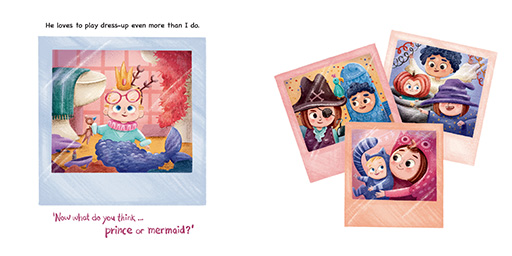 He loves to play dress-up even more than I do.
'Now what do you think ...
prince or mermaid?'